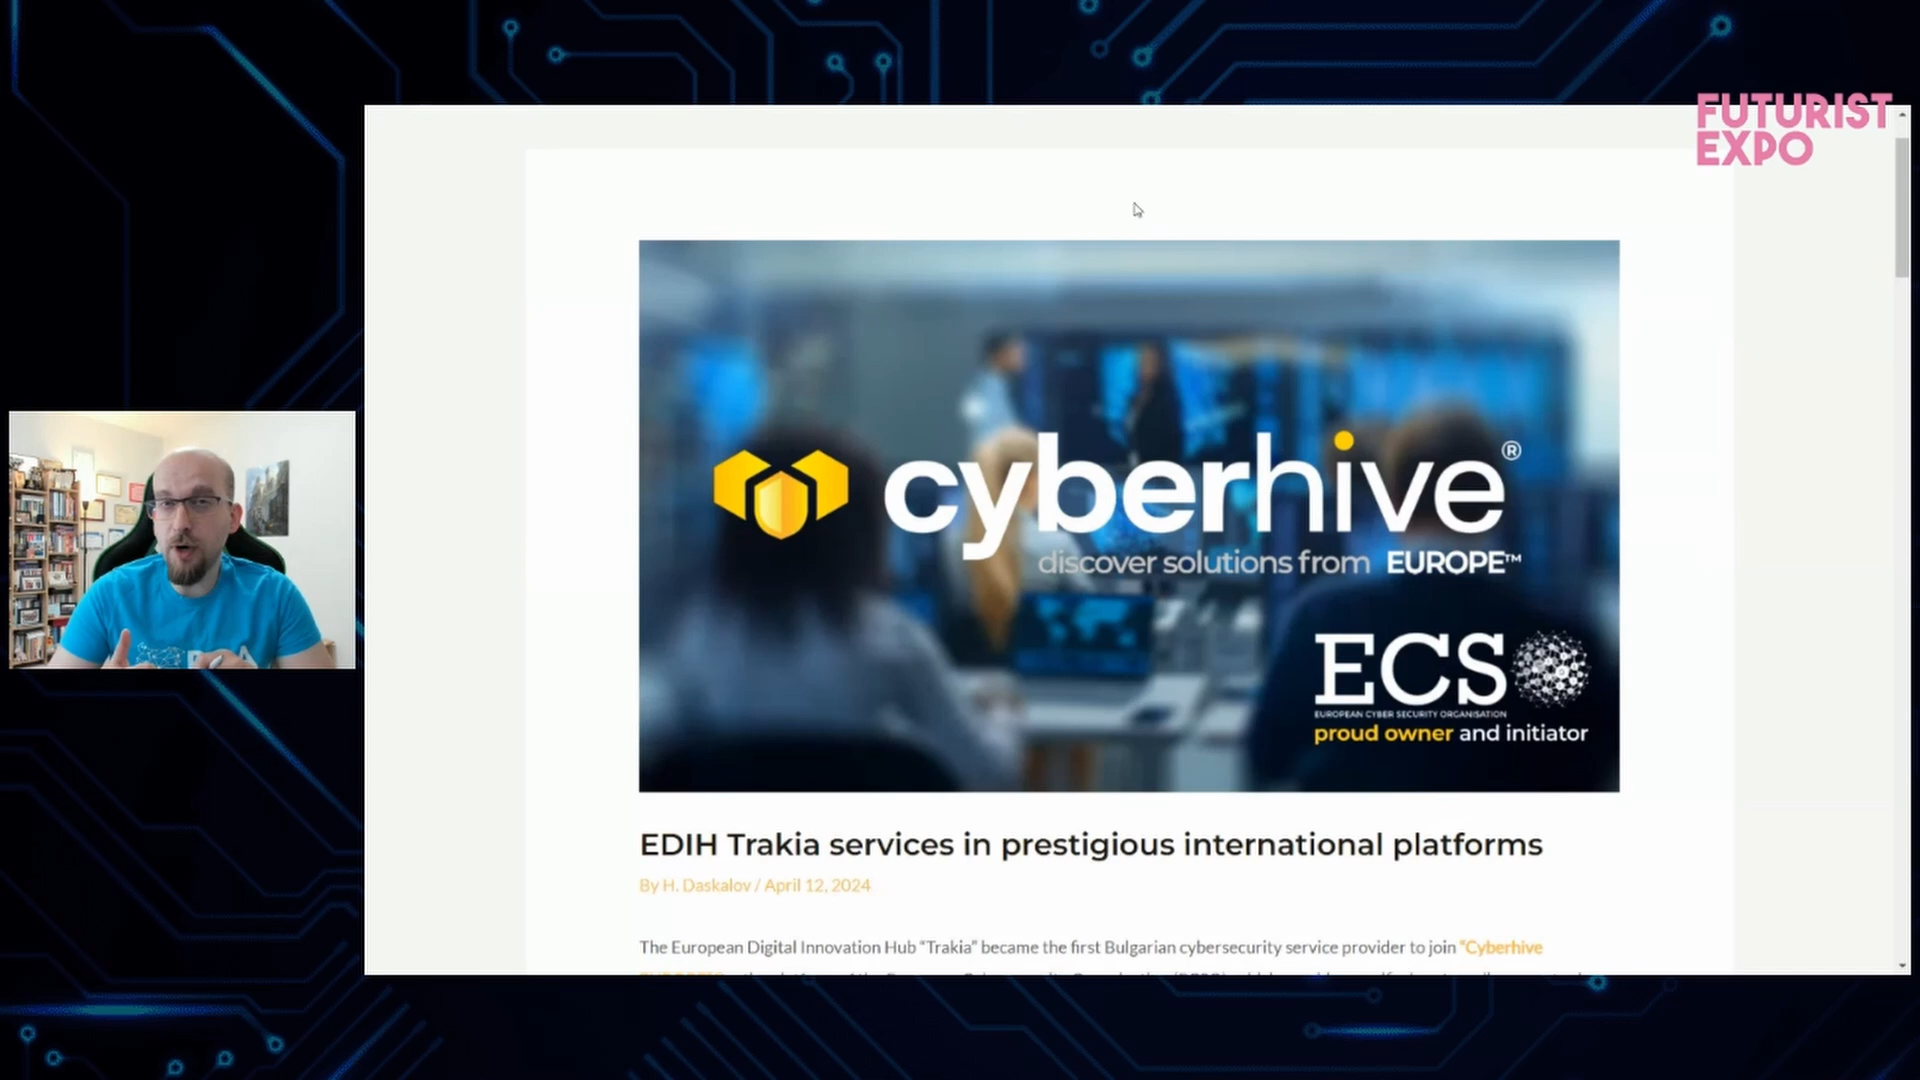 FUTURIST
EXPO
cyberhive®
discover solutions from EUROPE™
ECSO
EUROPEAN CYBER SECURITY ORGANISATION
proud owner and initiator
EDIH Trakia services in prestigious international platforms
By H. Daskalov / April 12, 2024
The European Digital Innovation Hub “Trakia” became the first Bulgarian cybersecurity service provider to join “Cyberhive